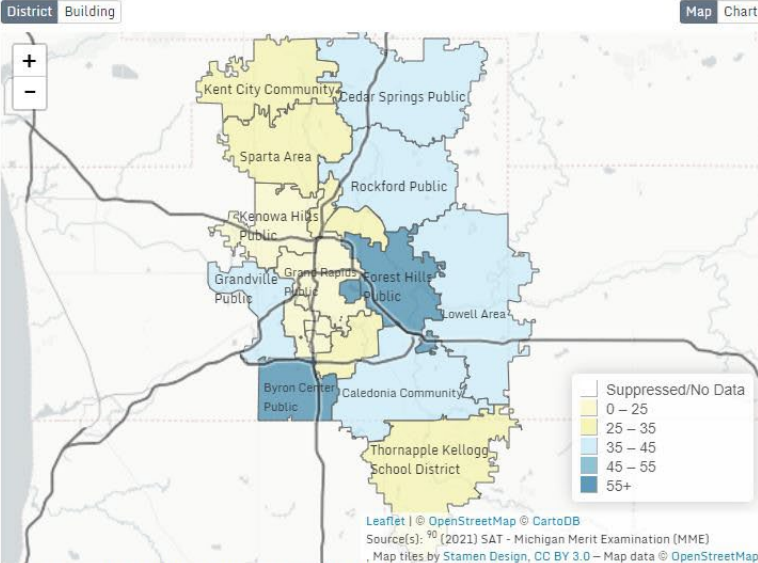 District Building
Map Chart
+
−
Kent City Community
Cedar Springs Public
Sparta Area
Rockford Public
Kenowa Hills
Public
Grandville
Public
Grand Rapids
Public
Forest Hills
Public
Lowell Area
Byron Center
Public
Caledonia Community
Thornapple Kellogg
School District
Suppressed/No Data
0 – 25
25 – 35
35 – 45
45 – 55
55+
Leaflet | © OpenStreetMap © CartoDB
Source(s): 90 (2021) SAT - Michigan Merit Examination (MME)
, Map tiles by Stamen Design, CC BY 3.0 — Map data © OpenStreetMap